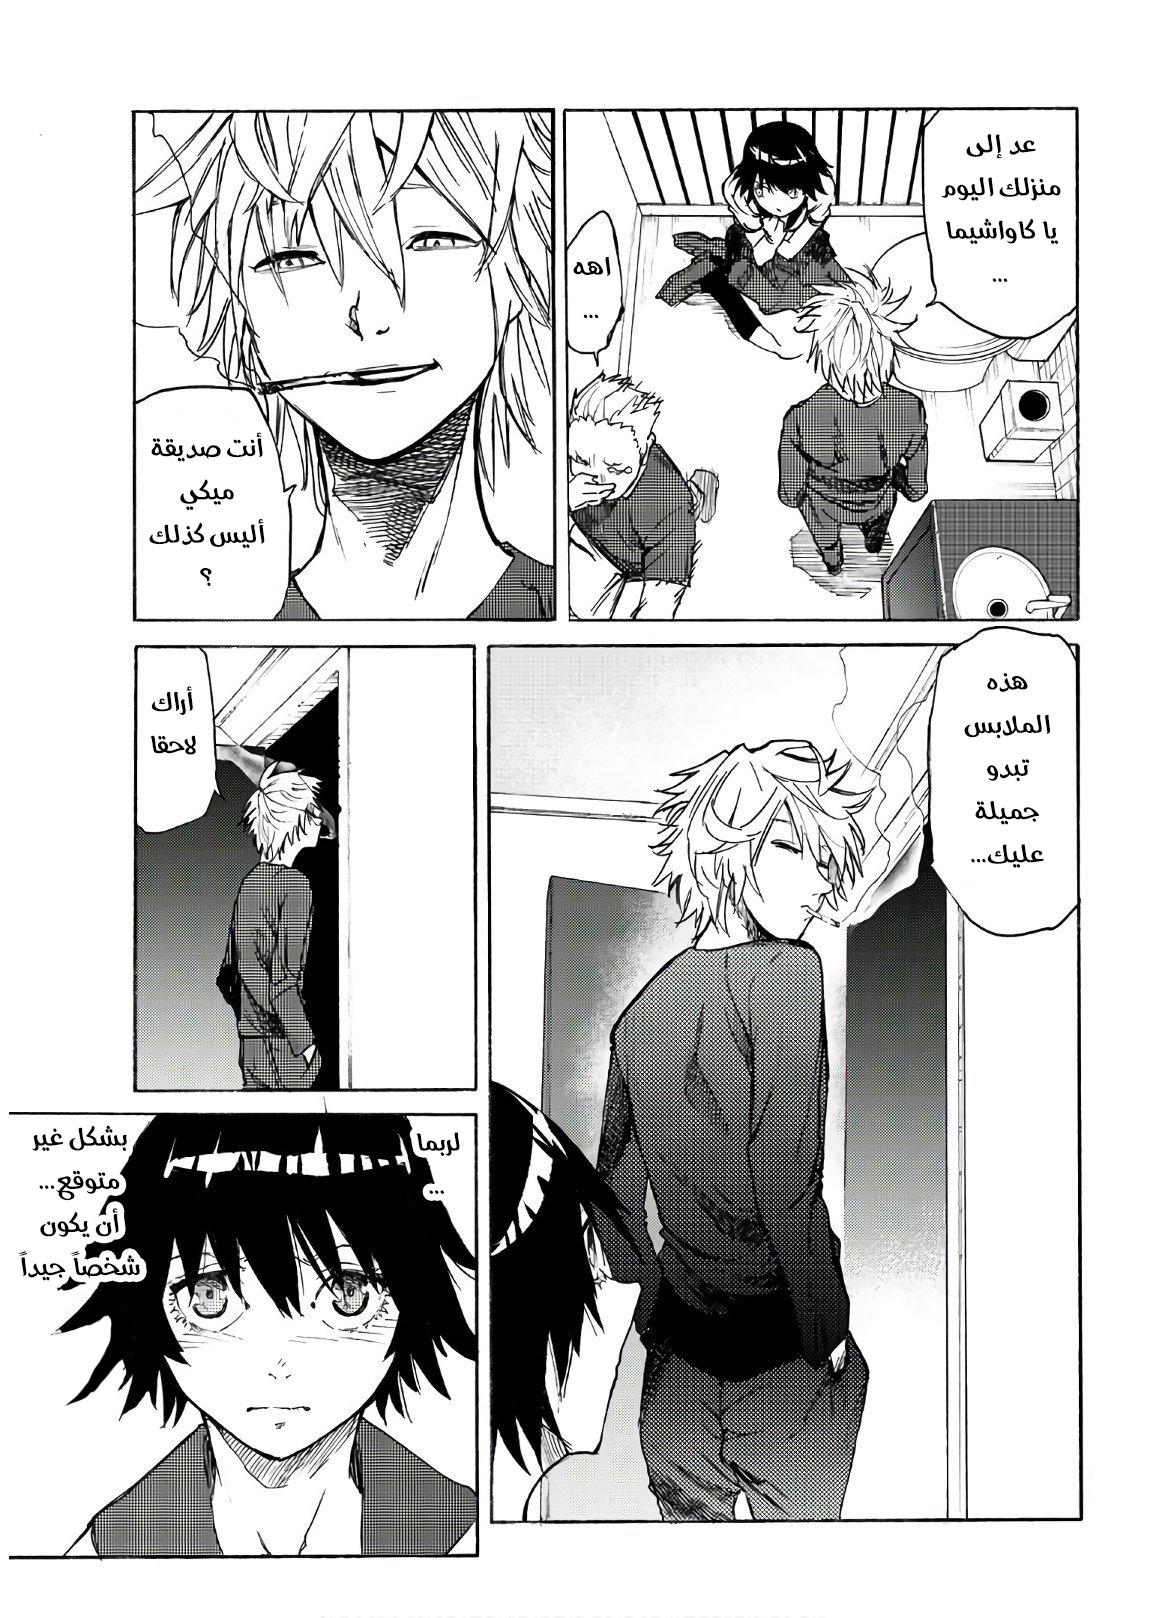 عد إلى
منزلك اليوم
يا كاواشيما
...
اهه
...
أنت صديقة
ميكي
أليس كذلك
؟
هذه
الملابس
تبدو
جميلة
عليك...
أراك
لاحقا
لربما
...
بشكل غير
متوقع...
أن يكون
شخصاً جيداً